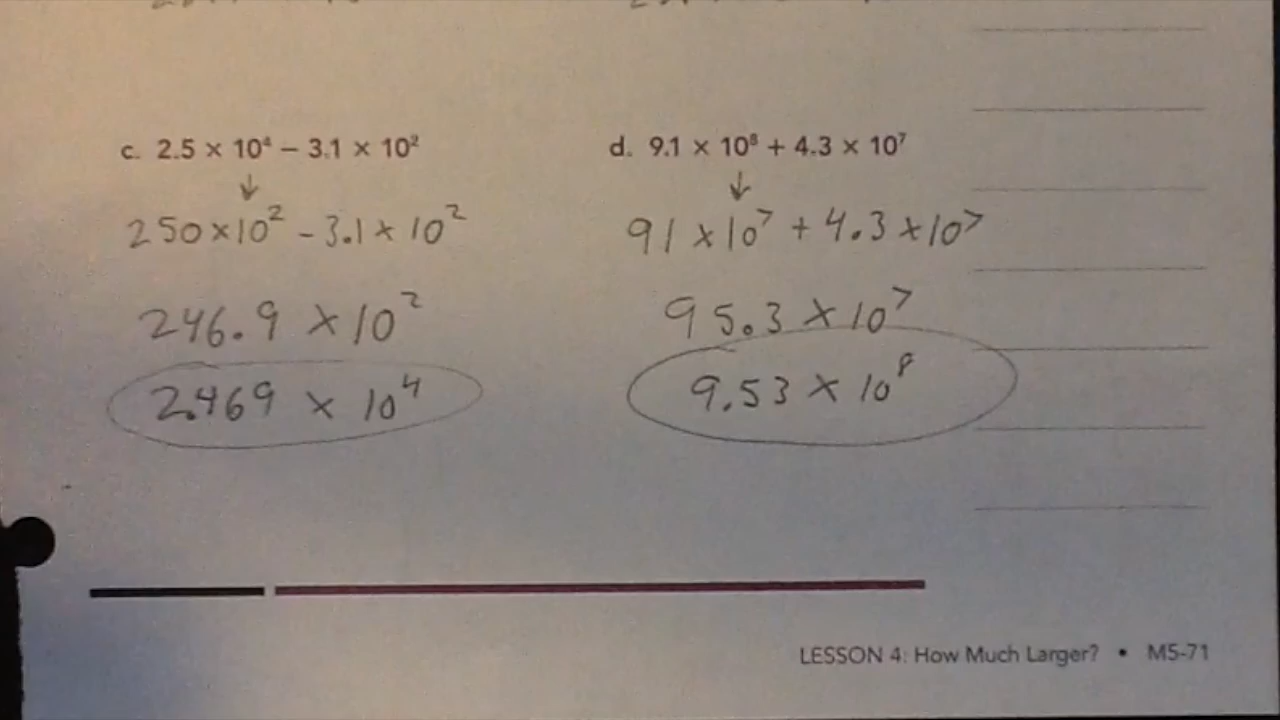 c. 2.5 × 10⁴ − 3.1 × 10²
↓
250 × 10² − 3.1 × 10²
246.9 × 10²
2.469 × 10⁴
d. 9.1 × 10⁸ + 4.3 × 10⁷
↓
91 × 10⁷ + 4.3 × 10⁷
95.3 × 10⁷
9.53 × 10⁸
LESSON 4: How Much Larger? • M5-71